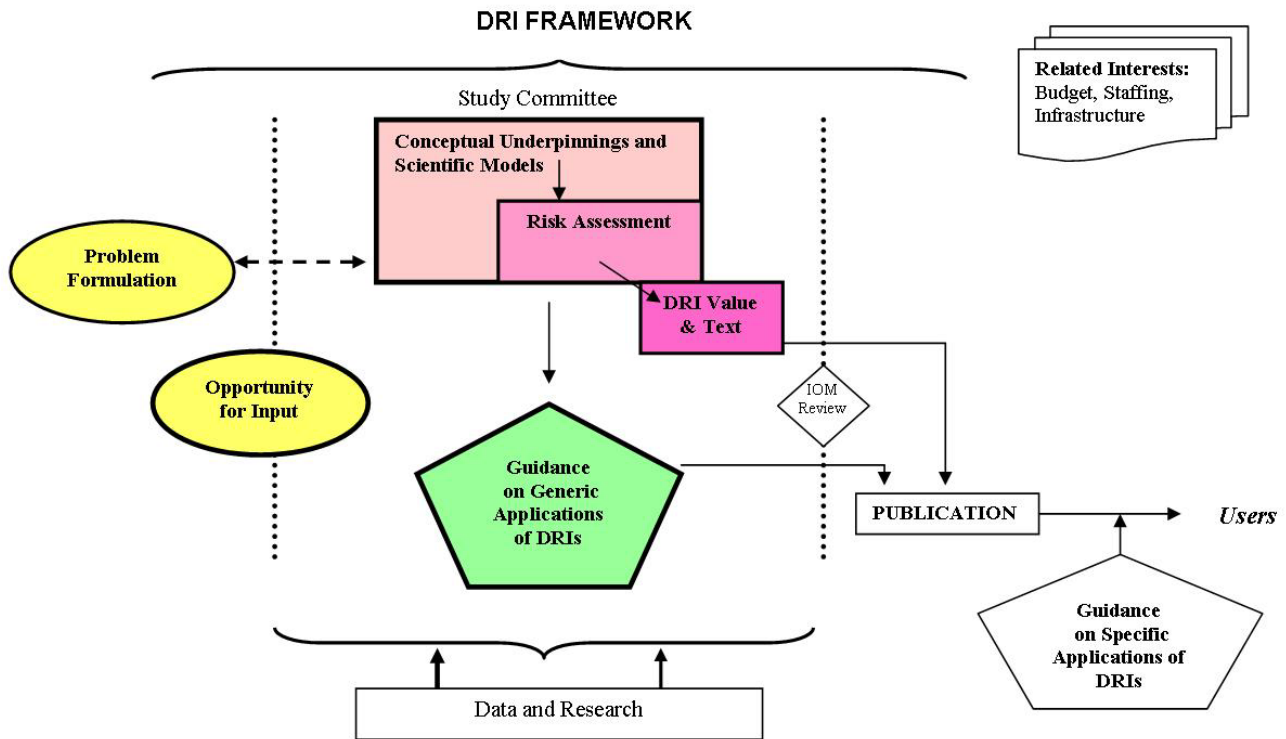 DRI FRAMEWORK
Related Interests:
Budget, Staffing,
Infrastructure
Study Committee
Conceptual Underpinnings and
Scientific Models
Risk Assessment
Problem
Formulation
DRI Value
& Text
Opportunity
for Input
IOM
Review
Guidance
on Generic
Applications
of DRIs
PUBLICATION
Users
Guidance
on Specific
Applications of
DRIs
Data and Research